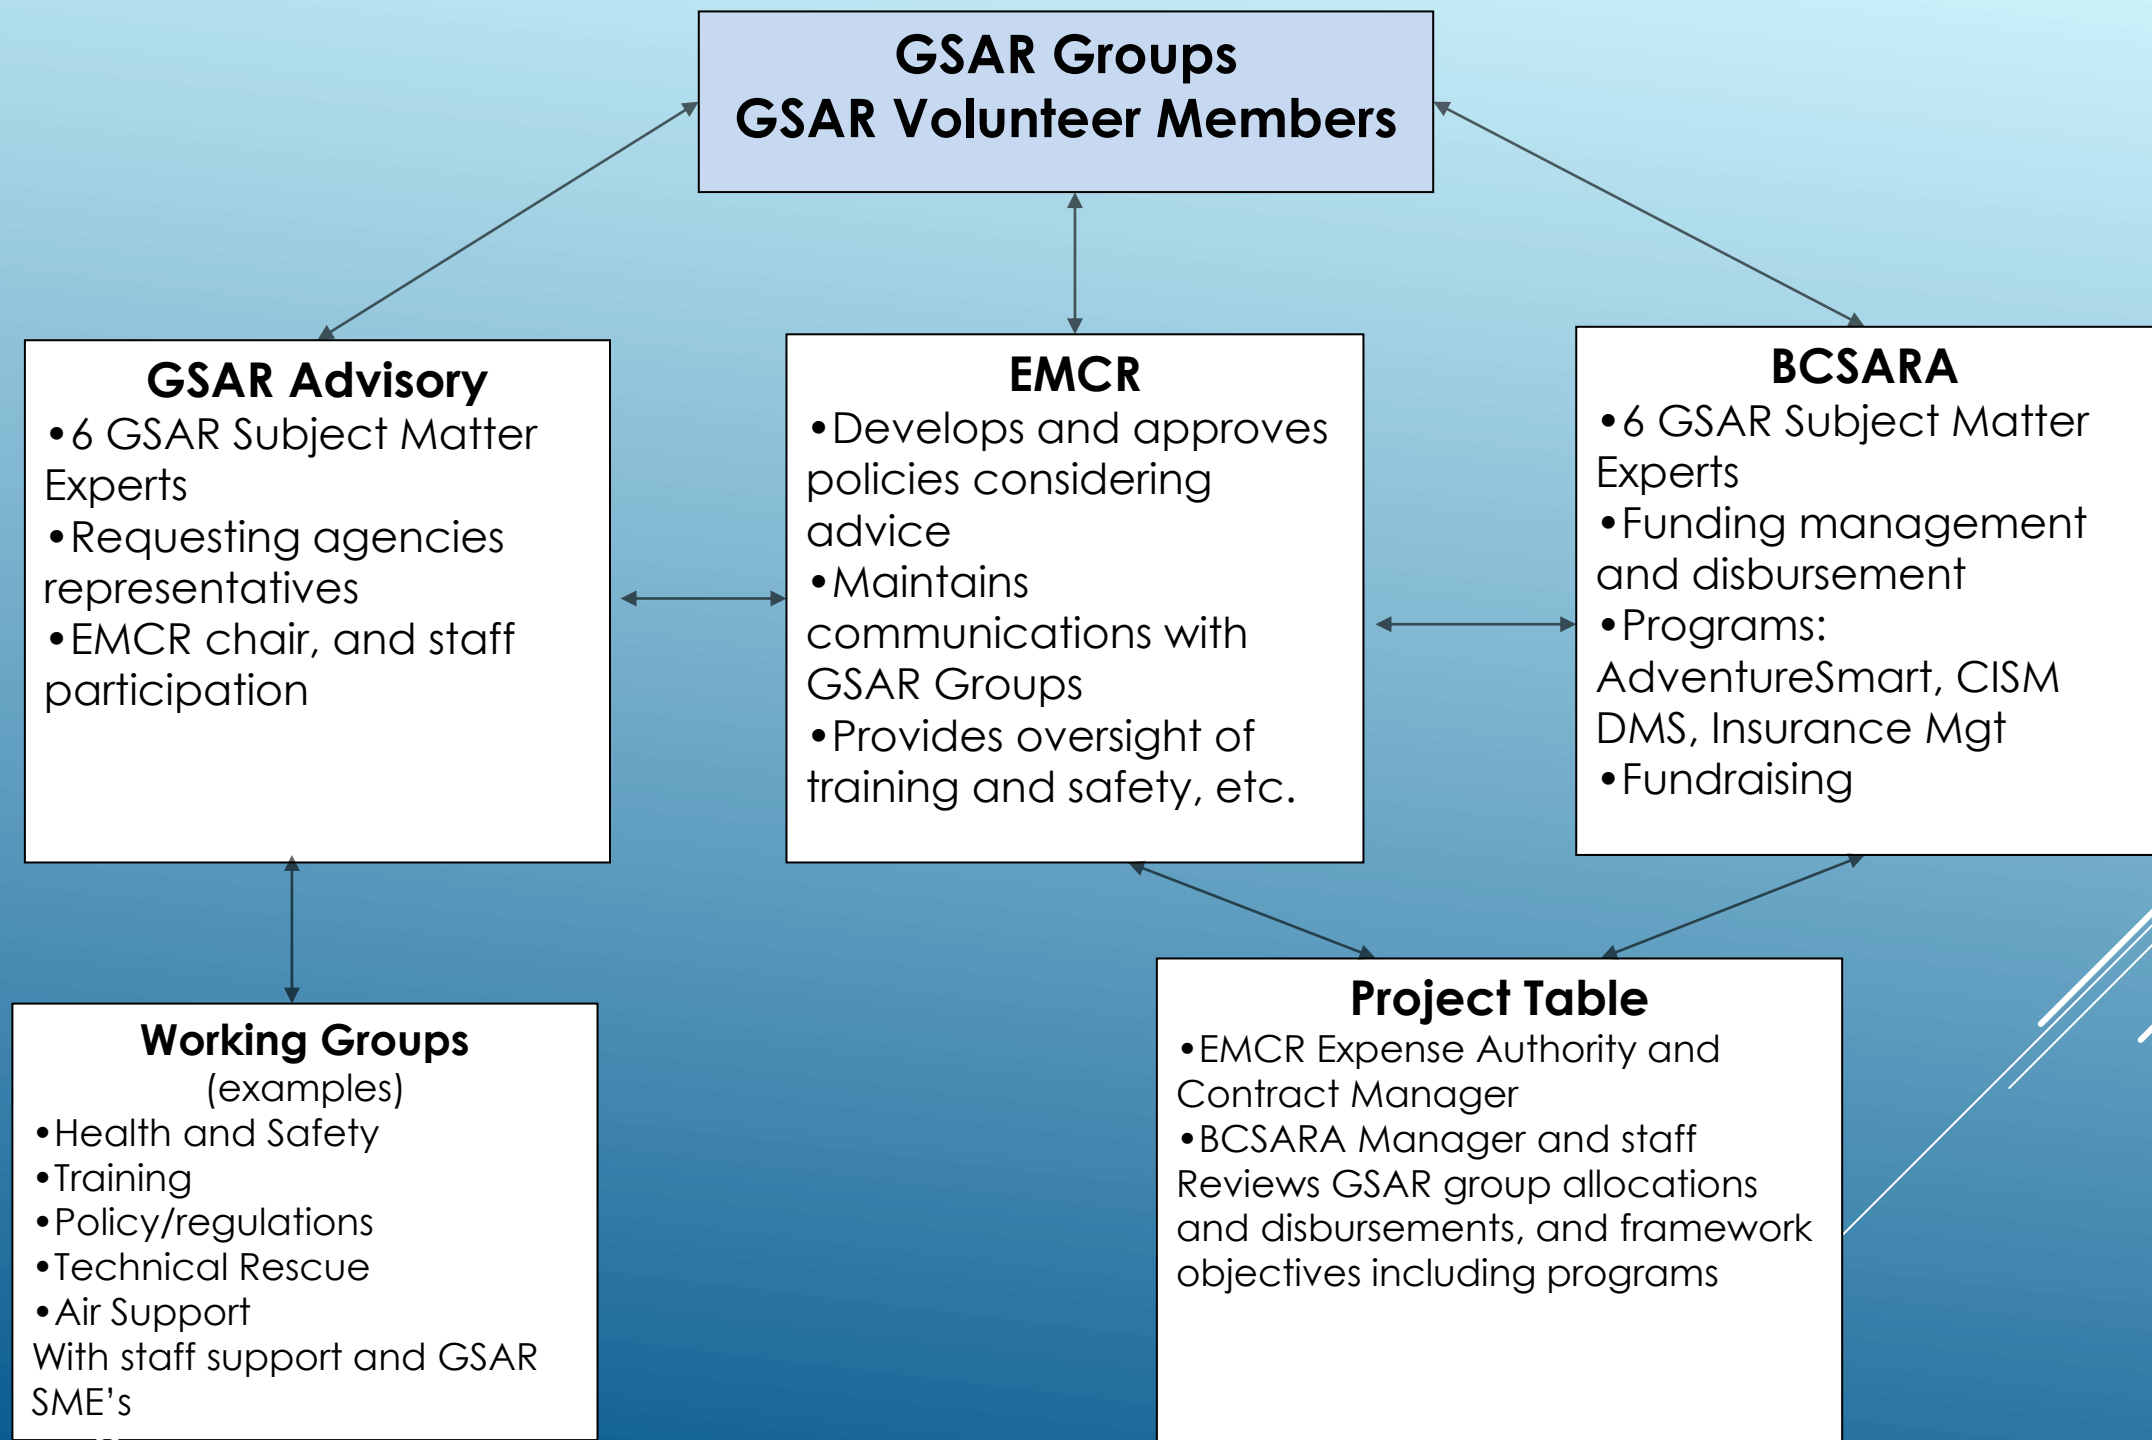 GSAR Groups
GSAR Volunteer Members
GSAR Advisory
•6 GSAR Subject Matter
Experts
•Requesting agencies
representatives
•EMCR chair, and staff
participation
EMCR
•Develops and approves
policies considering
advice
•Maintains
communications with
GSAR Groups
•Provides oversight of
training and safety, etc.
BCSARA
•6 GSAR Subject Matter
Experts
•Funding management
and disbursement
•Programs:
AdventureSmart, CISM
DMS, Insurance Mgt
•Fundraising
Working Groups
(examples)
•Health and Safety
•Training
•Policy/regulations
•Technical Rescue
•Air Support
With staff support and GSAR
SME’s
Project Table
•EMCR Expense Authority and
Contract Manager
•BCSARA Manager and staff
Reviews GSAR group allocations
and disbursements, and framework
objectives including programs